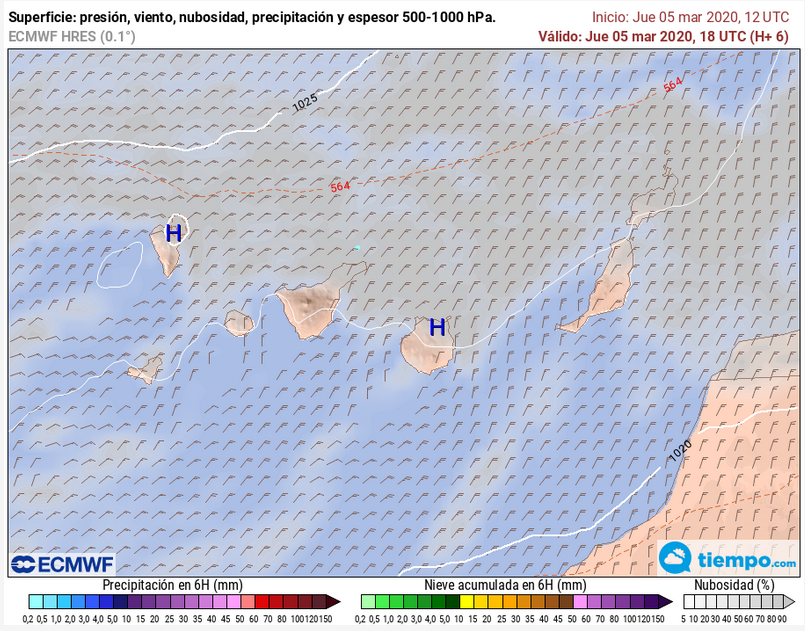 Superficie: presión, viento, nubosidad, precipitación y espesor 500-1000 hPa.
Inicio: Jue 05 mar 2020, 12 UTC
ECMWF HRES (0.1°)
Válido: Jue 05 mar 2020, 18 UTC (H+ 6)
564
1025
564
H
H
1020
ECMWF
tiempo.com
Precipitación en 6H (mm)
Nieve acumulada en 6H (mm)
Nubosidad (%)
0,2 0,5 1,0 2,0 3,0 4,0 5,0 10 15 20 25 30 35 40 45 50 60 70 80 90 100 120 150
0,2 0,5 1,0 2,0 3,0 4,0 5,0 10 15 20 25 30 35 40 45 50 60 70 80 90 100 120 150
5 10 20 30 40 50 60 70 80 90